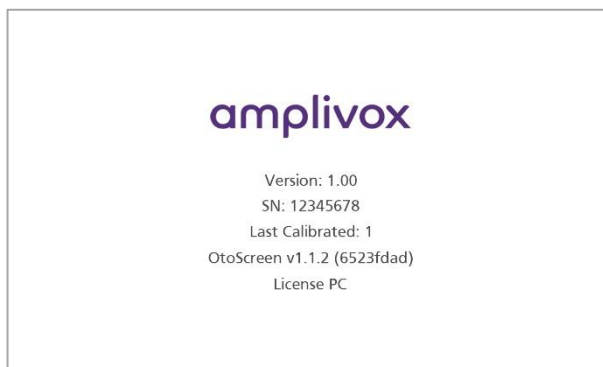 amplivox
Version: 1.00
SN: 12345678
Last Calibrated: 1
OtoScreen v1.1.2 (6523fdad)
License PC